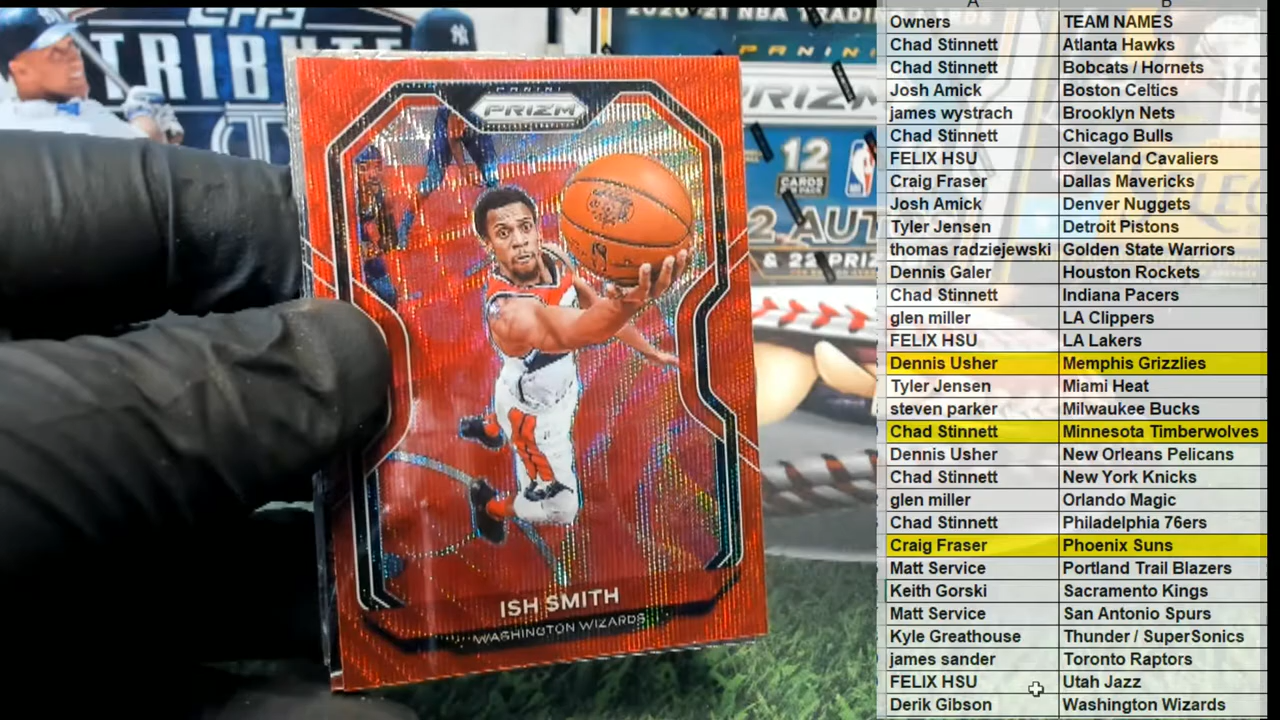 TRIB
2020-21 NBA TRADIN
PANINI
PRIZM
12
CARDS
2 AUT
& 22 PRIZ
PANINI
PRIZM
ISH SMITH
WASHINGTON WIZARDS
A B
Owners TEAM NAMES
Chad Stinnett Atlanta Hawks
Chad Stinnett Bobcats / Hornets
Josh Amick Boston Celtics
james wystrach Brooklyn Nets
Chad Stinnett Chicago Bulls
FELIX HSU Cleveland Cavaliers
Craig Fraser Dallas Mavericks
Josh Amick Denver Nuggets
Tyler Jensen Detroit Pistons
thomas radziejewski Golden State Warriors
Dennis Galer Houston Rockets
Chad Stinnett Indiana Pacers
glen miller LA Clippers
FELIX HSU LA Lakers
Dennis Usher Memphis Grizzlies
Tyler Jensen Miami Heat
steven parker Milwaukee Bucks
Chad Stinnett Minnesota Timberwolves
Dennis Usher New Orleans Pelicans
Chad Stinnett New York Knicks
glen miller Orlando Magic
Chad Stinnett Philadelphia 76ers
Craig Fraser Phoenix Suns
Matt Service Portland Trail Blazers
Keith Gorski Sacramento Kings
Matt Service San Antonio Spurs
Kyle Greathouse Thunder / SuperSonics
james sander Toronto Raptors
FELIX HSU Utah Jazz
Derik Gibson Washington Wizards